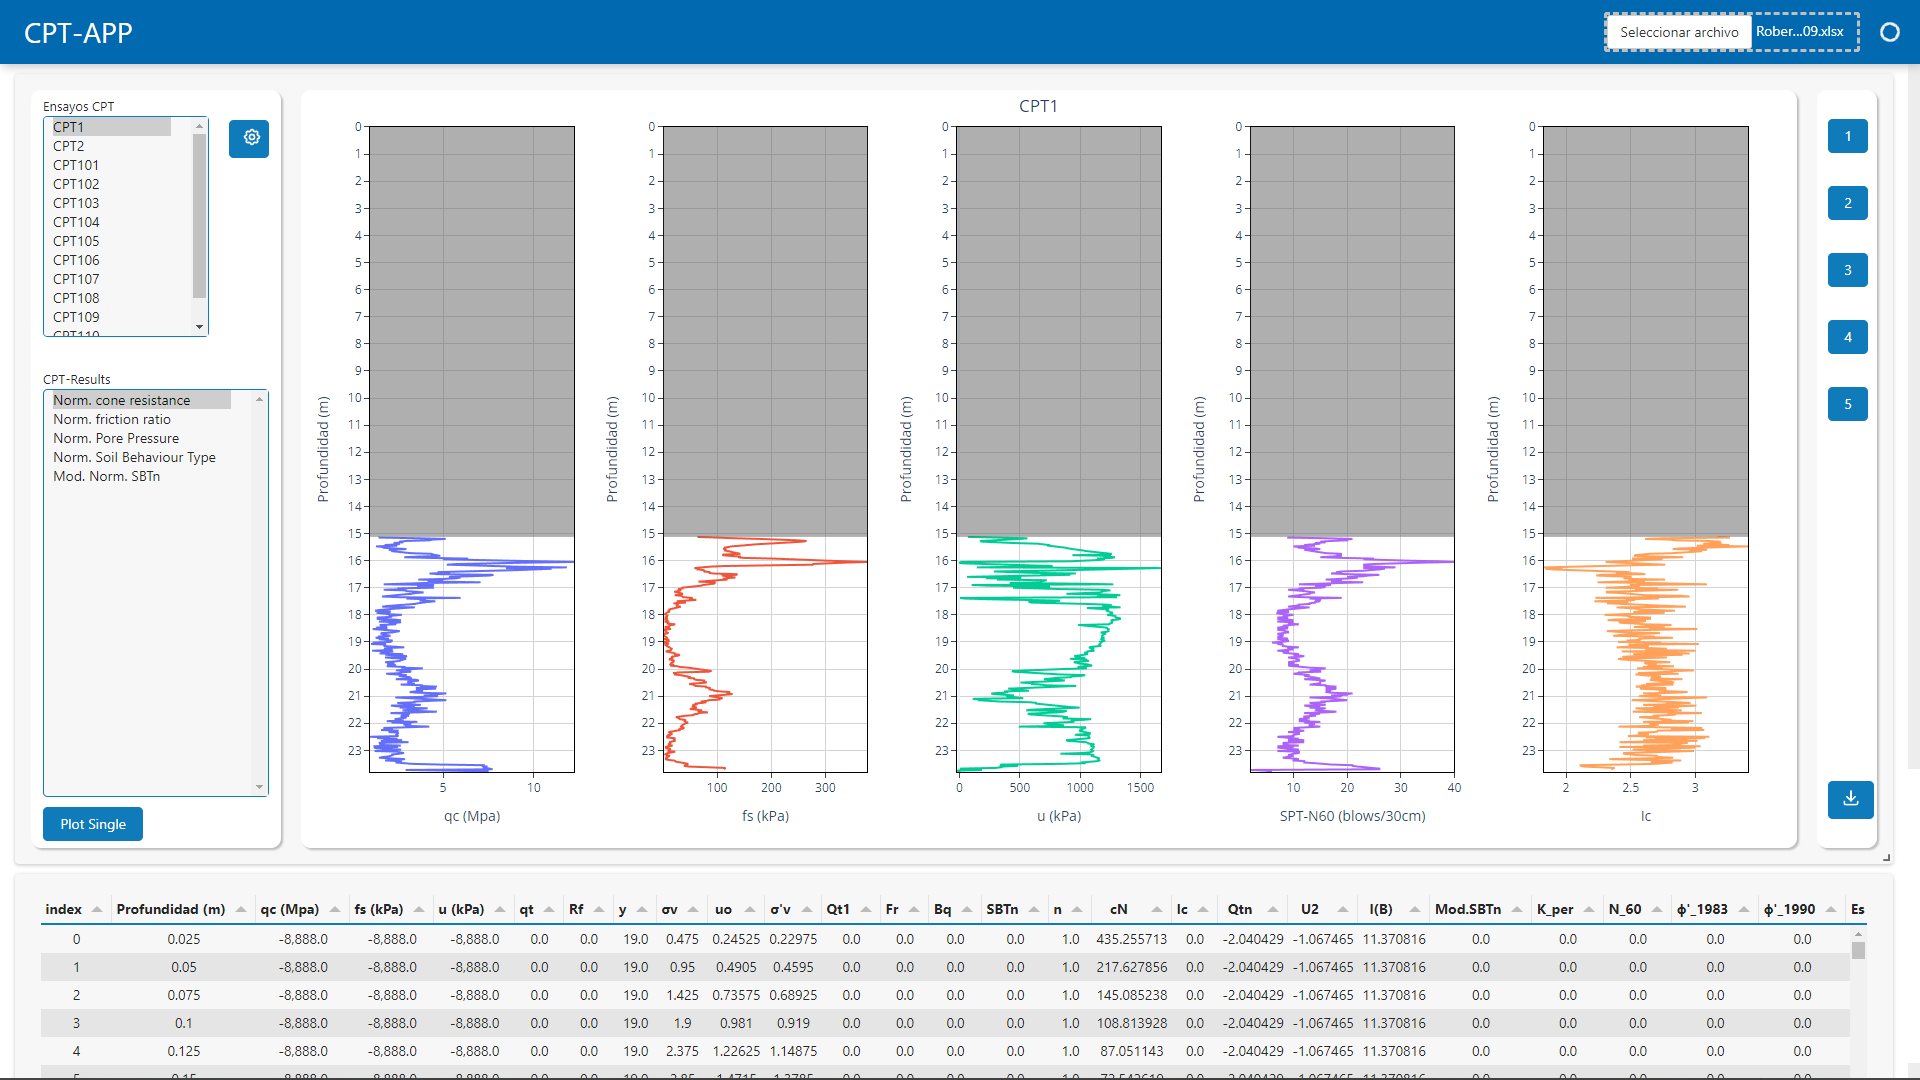 CPT-APP
Seleccionar archivo Rober...09.xlsx
Ensayos CPT
CPT1
CPT2
CPT101
CPT102
CPT103
CPT104
CPT105
CPT106
CPT107
CPT108
CPT109
CPT110
CPT-Results
Norm. cone resistance
Norm. friction ratio
Norm. Pore Pressure
Norm. Soil Behaviour Type
Mod. Norm. SBTn
Plot Single
CPT1
Profundidad (m)
0
1
2
3
4
5
6
7
8
9
10
11
12
13
14
15
16
17
18
19
20
21
22
23
5 10
qc (Mpa)
Profundidad (m)
0
1
2
3
4
5
6
7
8
9
10
11
12
13
14
15
16
17
18
19
20
21
22
23
100 200 300
fs (kPa)
Profundidad (m)
0
1
2
3
4
5
6
7
8
9
10
11
12
13
14
15
16
17
18
19
20
21
22
23
0 500 1000 1500
u (kPa)
Profundidad (m)
0
1
2
3
4
5
6
7
8
9
10
11
12
13
14
15
16
17
18
19
20
21
22
23
10 20 30 40
SPT-N60 (blows/30cm)
Profundidad (m)
0
1
2
3
4
5
6
7
8
9
10
11
12
13
14
15
16
17
18
19
20
21
22
23
2 2.5 3
Ic
1
2
3
4
5
index Profundidad (m) qc (Mpa) fs (kPa) u (kPa) qt Rf y σv uo σ'v Qt1 Fr Bq SBTn n cN Ic Qtn U2 I(B) Mod.SBTn K_per N_60 ϕ'_1983 ϕ'_1990 Es
0 0.025 -8,888.0 -8,888.0 -8,888.0 0.0 0.0 19.0 0.475 0.24525 0.22975 0.0 0.0 0.0 0.0 1.0 435.255713 0.0 -2.040429 -1.067465 11.370816 0.0 0.0 0.0 0.0 0.0
1 0.05 -8,888.0 -8,888.0 -8,888.0 0.0 0.0 19.0 0.95 0.4905 0.4595 0.0 0.0 0.0 0.0 1.0 217.627856 0.0 -2.040429 -1.067465 11.370816 0.0 0.0 0.0 0.0 0.0
2 0.075 -8,888.0 -8,888.0 -8,888.0 0.0 0.0 19.0 1.425 0.73575 0.68925 0.0 0.0 0.0 0.0 1.0 145.085238 0.0 -2.040429 -1.067465 11.370816 0.0 0.0 0.0 0.0 0.0
3 0.1 -8,888.0 -8,888.0 -8,888.0 0.0 0.0 19.0 1.9 0.981 0.919 0.0 0.0 0.0 0.0 1.0 108.813928 0.0 -2.040429 -1.067465 11.370816 0.0 0.0 0.0 0.0 0.0
4 0.125 -8,888.0 -8,888.0 -8,888.0 0.0 0.0 19.0 2.375 1.22625 1.14875 0.0 0.0 0.0 0.0 1.0 87.051143 0.0 -2.040429 -1.067465 11.370816 0.0 0.0 0.0 0.0 0.0